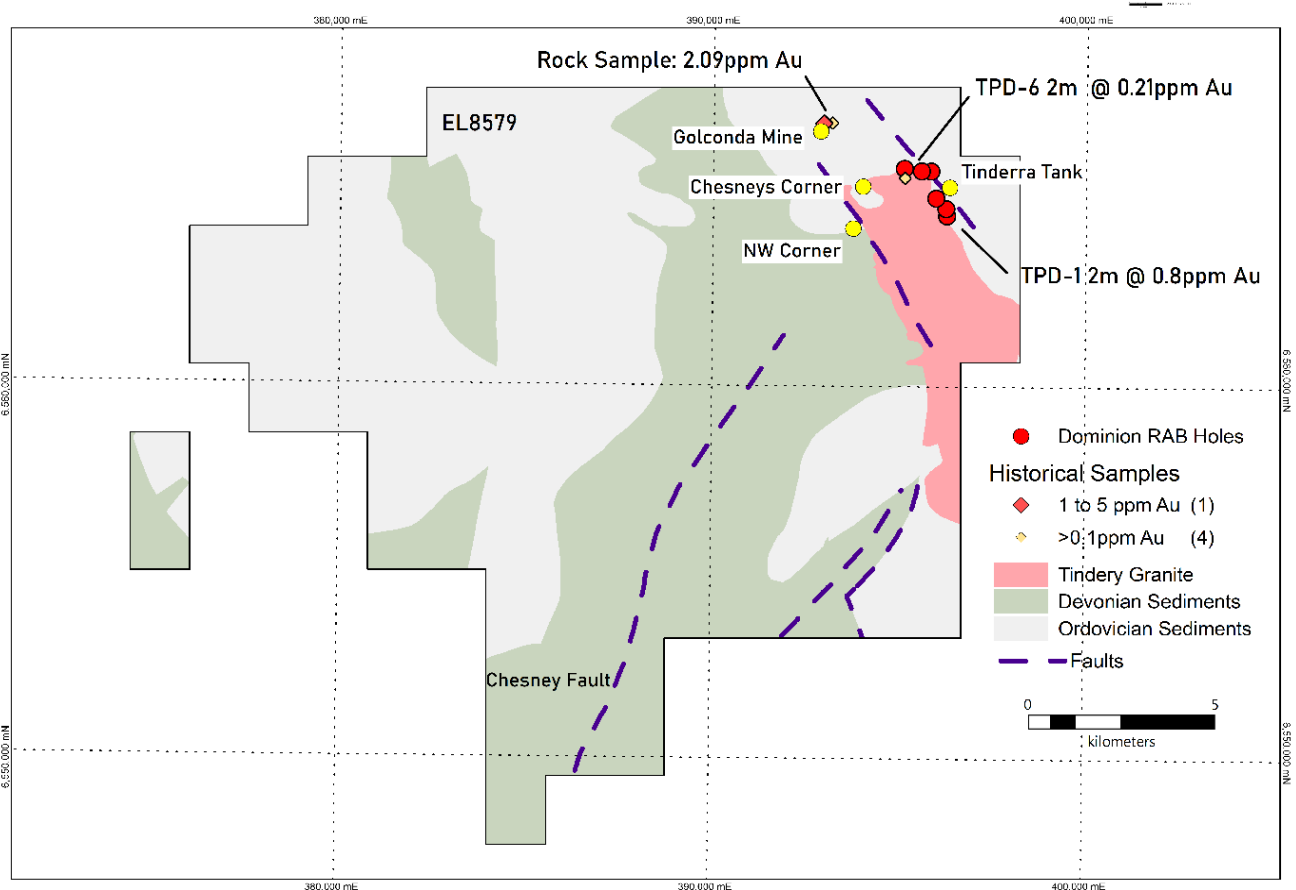 380,000 mE
390,000 mE
400,000 mE
Rock Sample: 2.09ppm Au
TPD-6 2m @ 0.21ppm Au
EL8579
Golconda Mine
Tinderra Tank
Chesneys Corner
NW Corner
TPD-1 2m @ 0.8ppm Au
6,560,000 mN
6,560,000 mN
Dominion RAB Holes
Historical Samples
1 to 5 ppm Au (1)
>0.1ppm Au (4)
Tindery Granite
Devonian Sediments
Ordovician Sediments
Faults
Chesney Fault
0 5
kilometers
6,550,000 mN
6,550,000 mN
380,000 mE
390,000 mE
400,000 mE